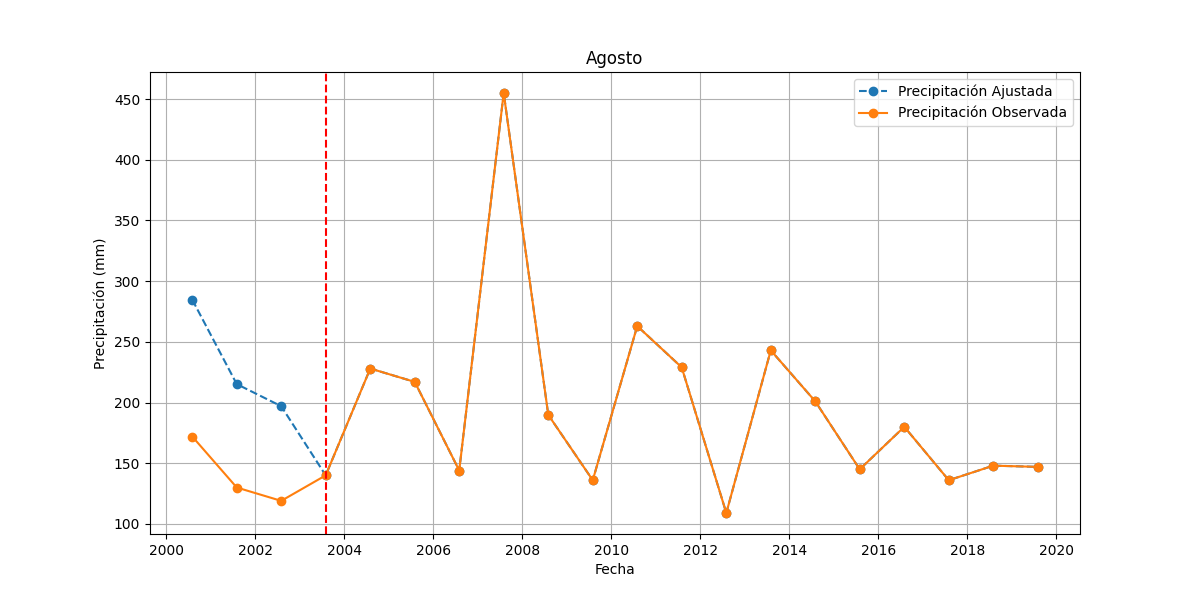 Agosto
Precipitación Ajustada
Precipitación Observada
Precipitación (mm)
450
400
350
300
250
200
150
100
2000 2002 2004 2006 2008 2010 2012 2014 2016 2018 2020
Fecha